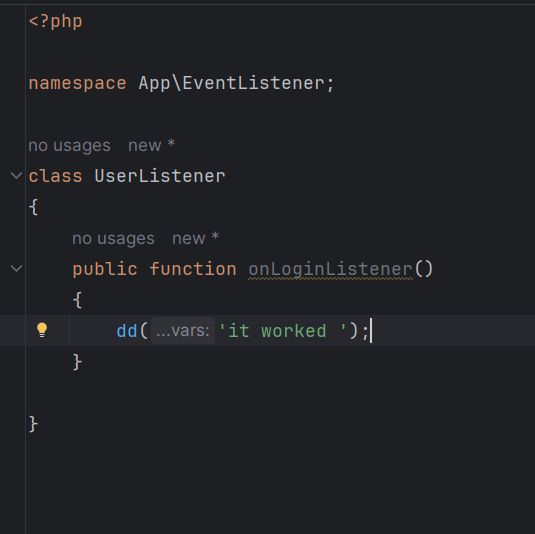 <?php
namespace App\EventListener;
no usages new *
class UserListener
{
no usages new *
public function onLoginListener()
{
dd( ...vars: 'it worked ');
}
}